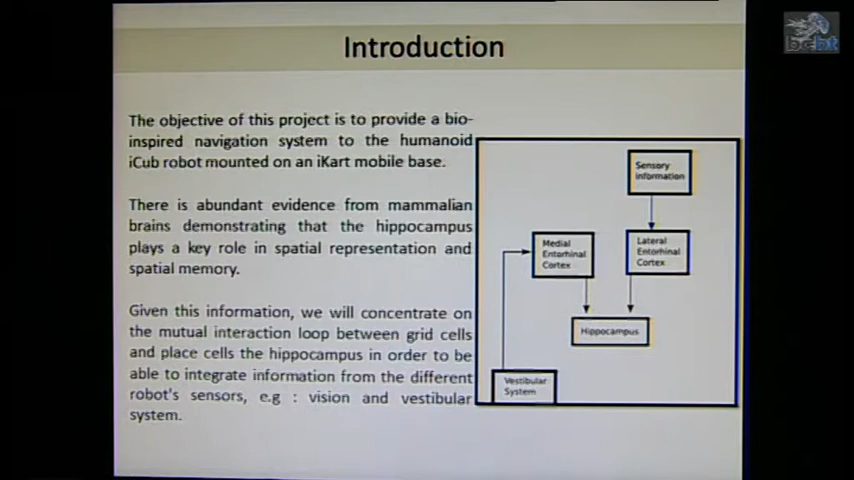 Introduction
The objective of this project is to provide a bio-
inspired navigation system to the humanoid
iCub robot mounted on an iKart mobile base.
There is abundant evidence from mammalian
brains demonstrating that the hippocampus
plays a key role in spatial representation and
spatial memory.
Given this information, we will concentrate on
the mutual interaction loop between grid cells
and place cells the hippocampus in order to be
able to integrate information from the different
robot's sensors, e.g : vision and vestibular
system.
Sensory
Information
Medial
Entorhinal
Cortex
Lateral
Entorhinal
Cortex
Hippocampus
Vestibular
System
bcbt